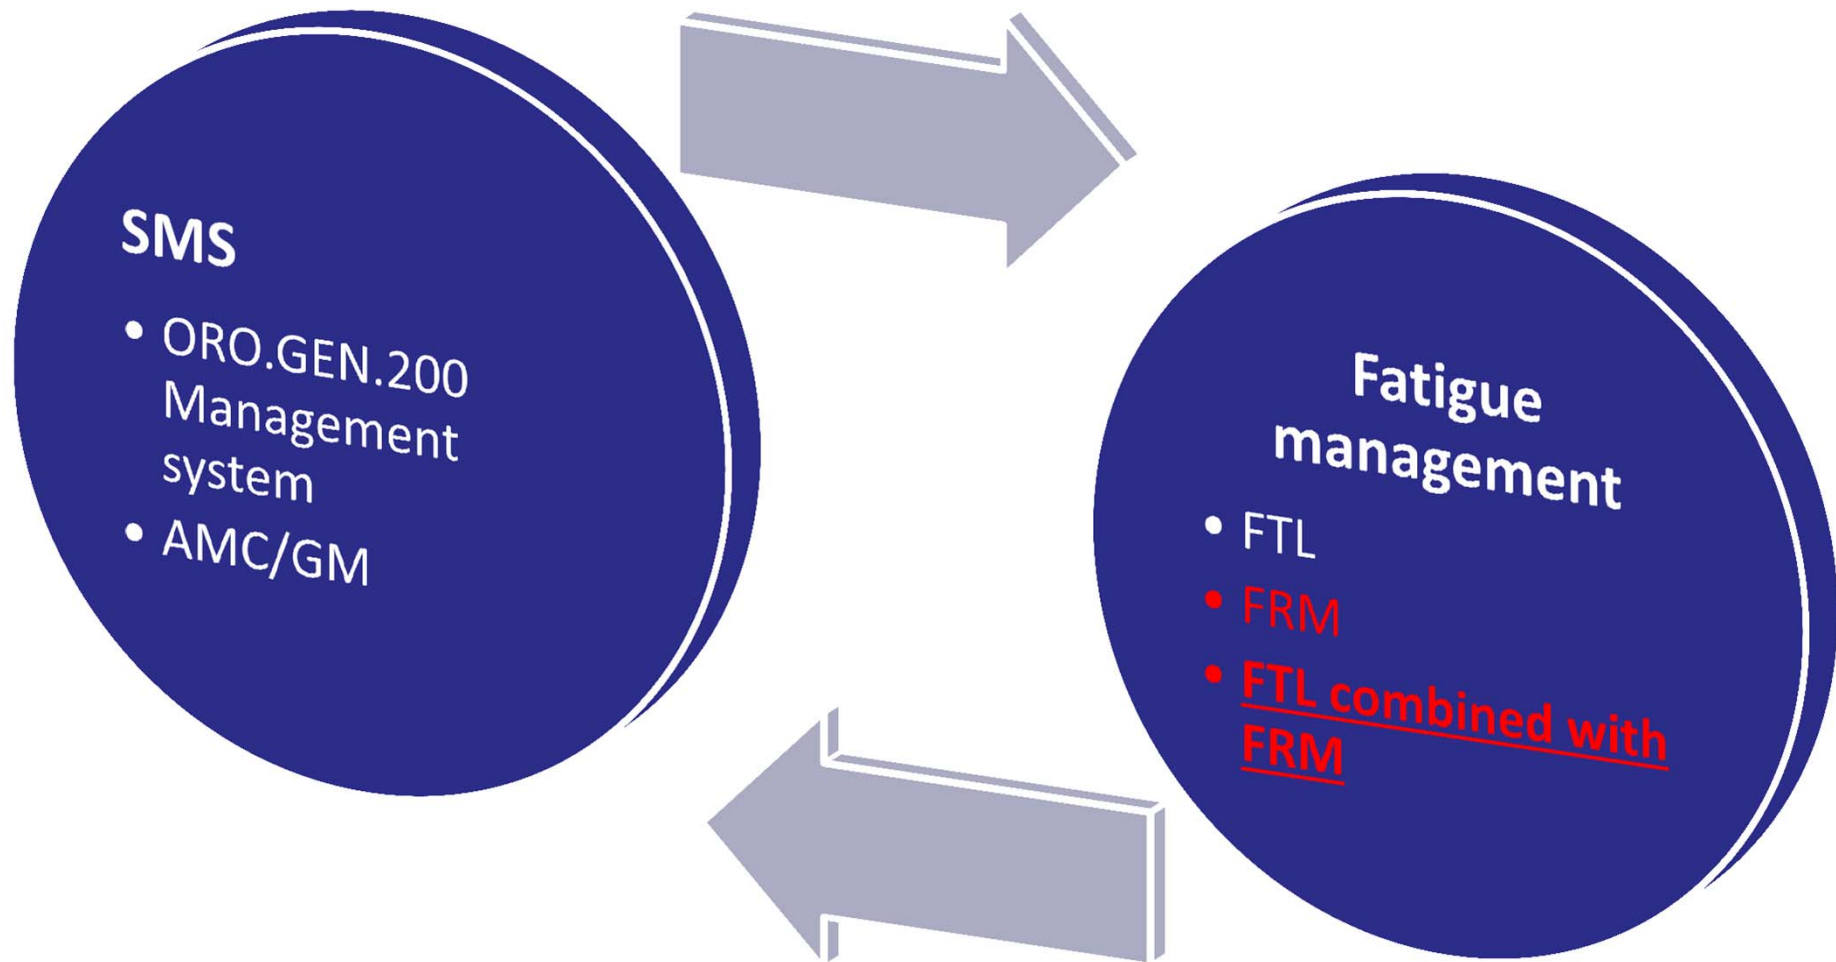 SMS
• ORO.GEN.200
Management
system
• AMC/GM
Fatigue
management
• FTL
• FRM
• FTL combined with
FRM